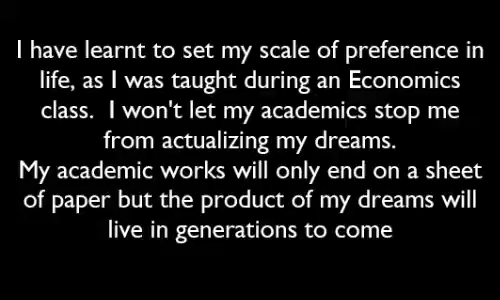 I have learnt to set my scale of preference in
life, as I was taught during an Economics
class.  I won't let my academics stop me
from actualizing my dreams.
My academic works will only end on a sheet
of paper but the product of my dreams will
live in generations to come